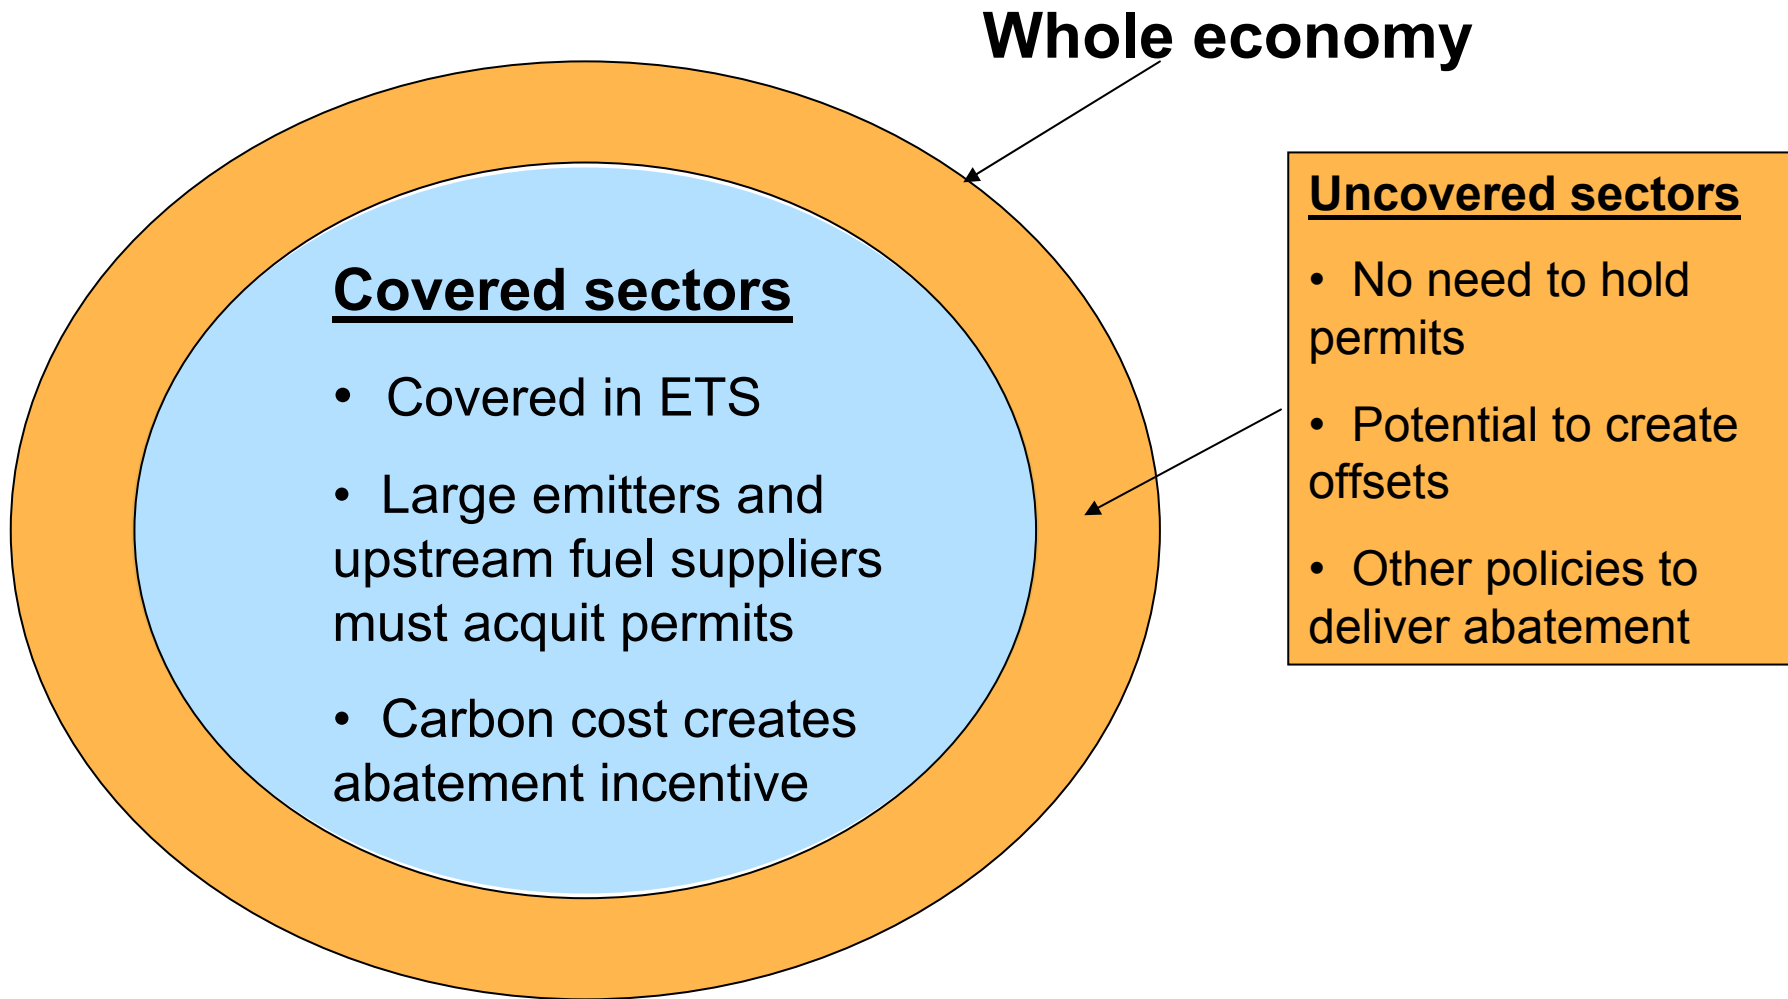 Whole economy
Covered sectors
• Covered in ETS
• Large emitters and
upstream fuel suppliers
must acquit permits
• Carbon cost creates
abatement incentive
Uncovered sectors
• No need to hold
permits
• Potential to create
offsets
• Other policies to
deliver abatement